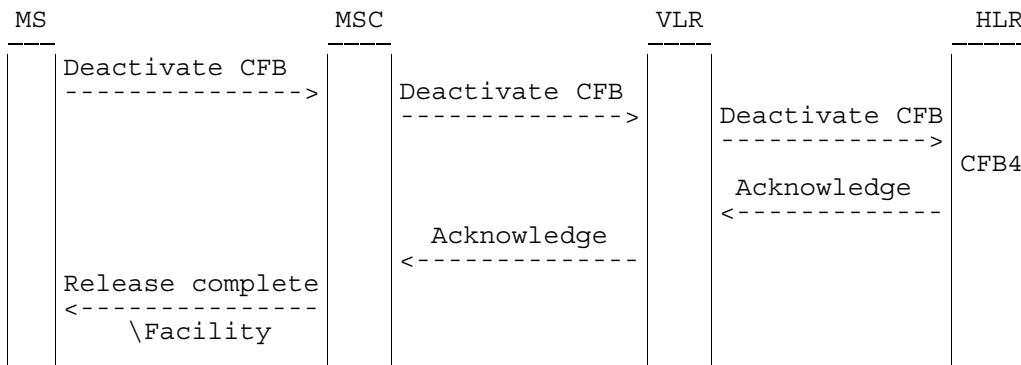 MS MSC VLR HLR
Deactivate CFB
Deactivate CFB
Deactivate CFB
CFB4
Acknowledge
Acknowledge
Release complete
\Facility